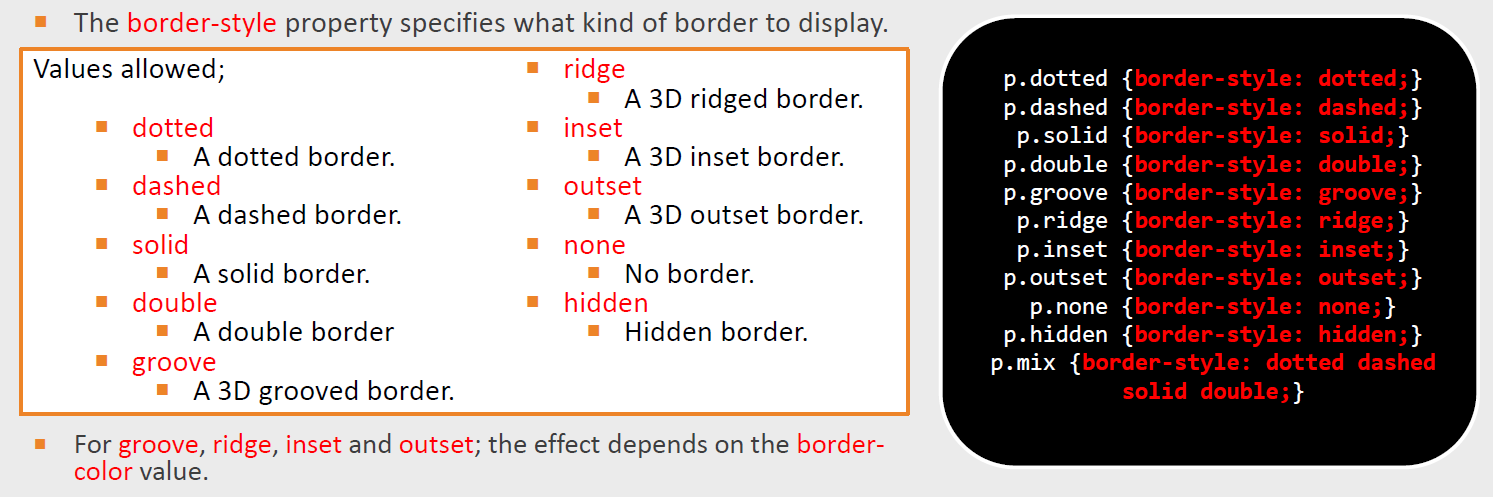 The border-style property specifies what kind of border to display.
Values allowed;
dotted
A dotted border.
dashed
A dashed border.
solid
A solid border.
double
A double border
groove
A 3D grooved border.
ridge
A 3D ridged border.
inset
A 3D inset border.
outset
A 3D outset border.
none
No border.
hidden
Hidden border.
For groove, ridge, inset and outset; the effect depends on the border-
color value.
p.dotted {border-style: dotted;}
p.dashed {border-style: dashed;}
p.solid {border-style: solid;}
p.double {border-style: double;}
p.groove {border-style: groove;}
p.ridge {border-style: ridge;}
p.inset {border-style: inset;}
p.outset {border-style: outset;}
p.none {border-style: none;}
p.hidden {border-style: hidden;}
p.mix {border-style: dotted dashed
solid double;}